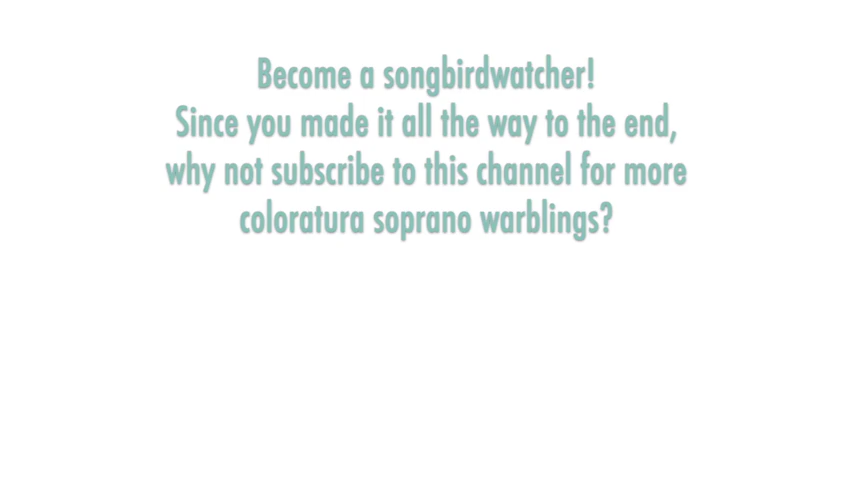 Become a songbirdwatcher!
Since you made it all the way to the end,
why not subscribe to this channel for more
coloratura soprano warblings?